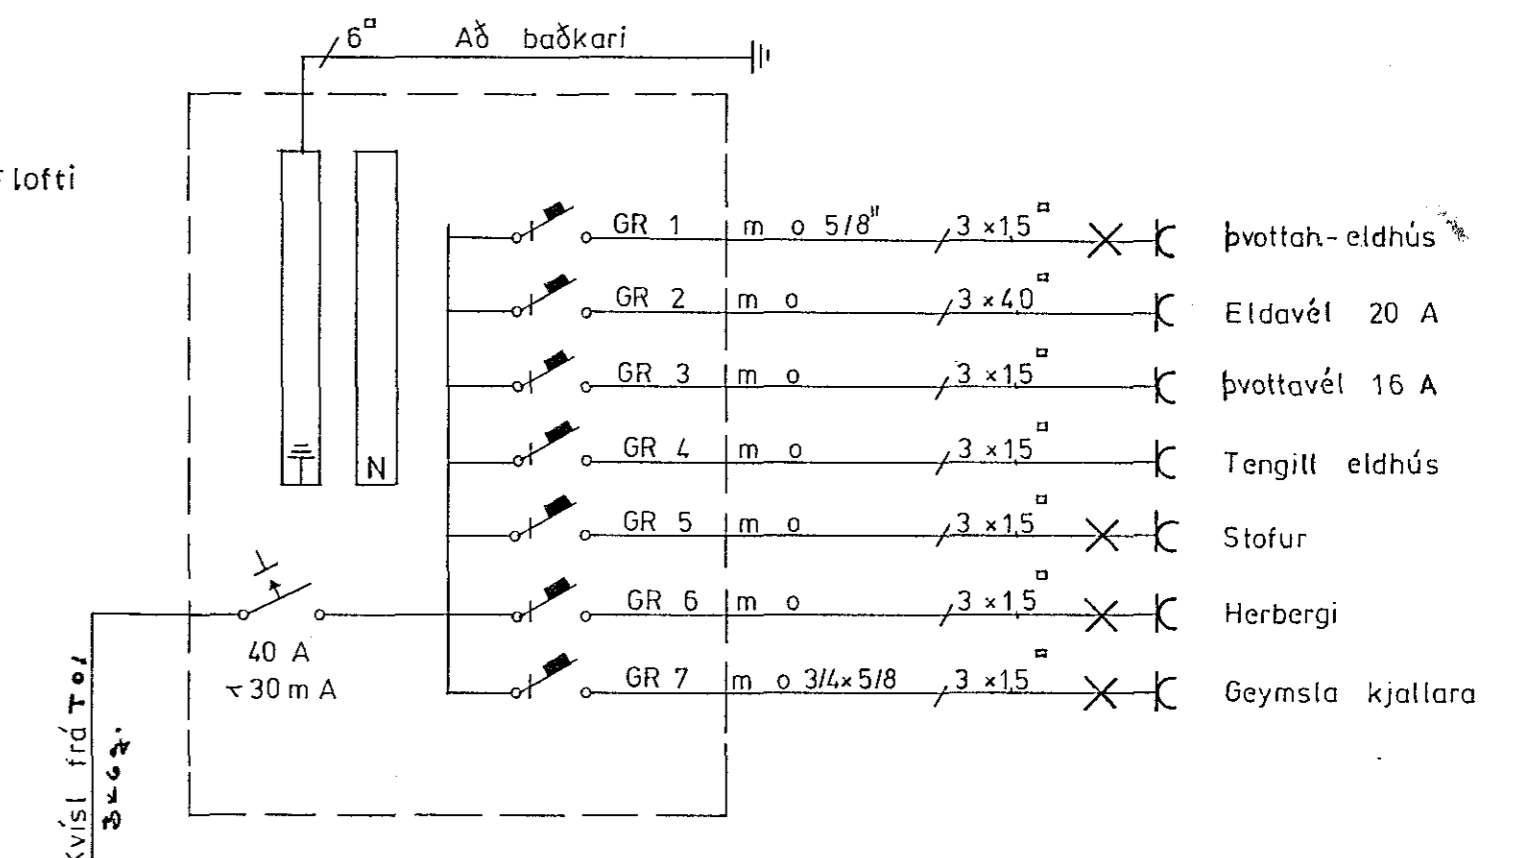 6□ Að baðkari
lofti
GR 1 m o 5/8" 3 ×1,5□ þvottah-eldhús
GR 2 m o 3 ×4,0□ Eldavél 20 A
GR 3 m o 3 ×1,5□ þvottavél 16 A
GR 4 m o 3 ×1,5□ Tengill eldhús
N
GR 5 m o 3 ×1,5□ Stofur
GR 6 m o 3 ×1,5□ Herbergi
40 A
30 m A
GR 7 m o 3/4×5/8 3 ×1,5□ Geymsla kjallara
Kvísl frá T01